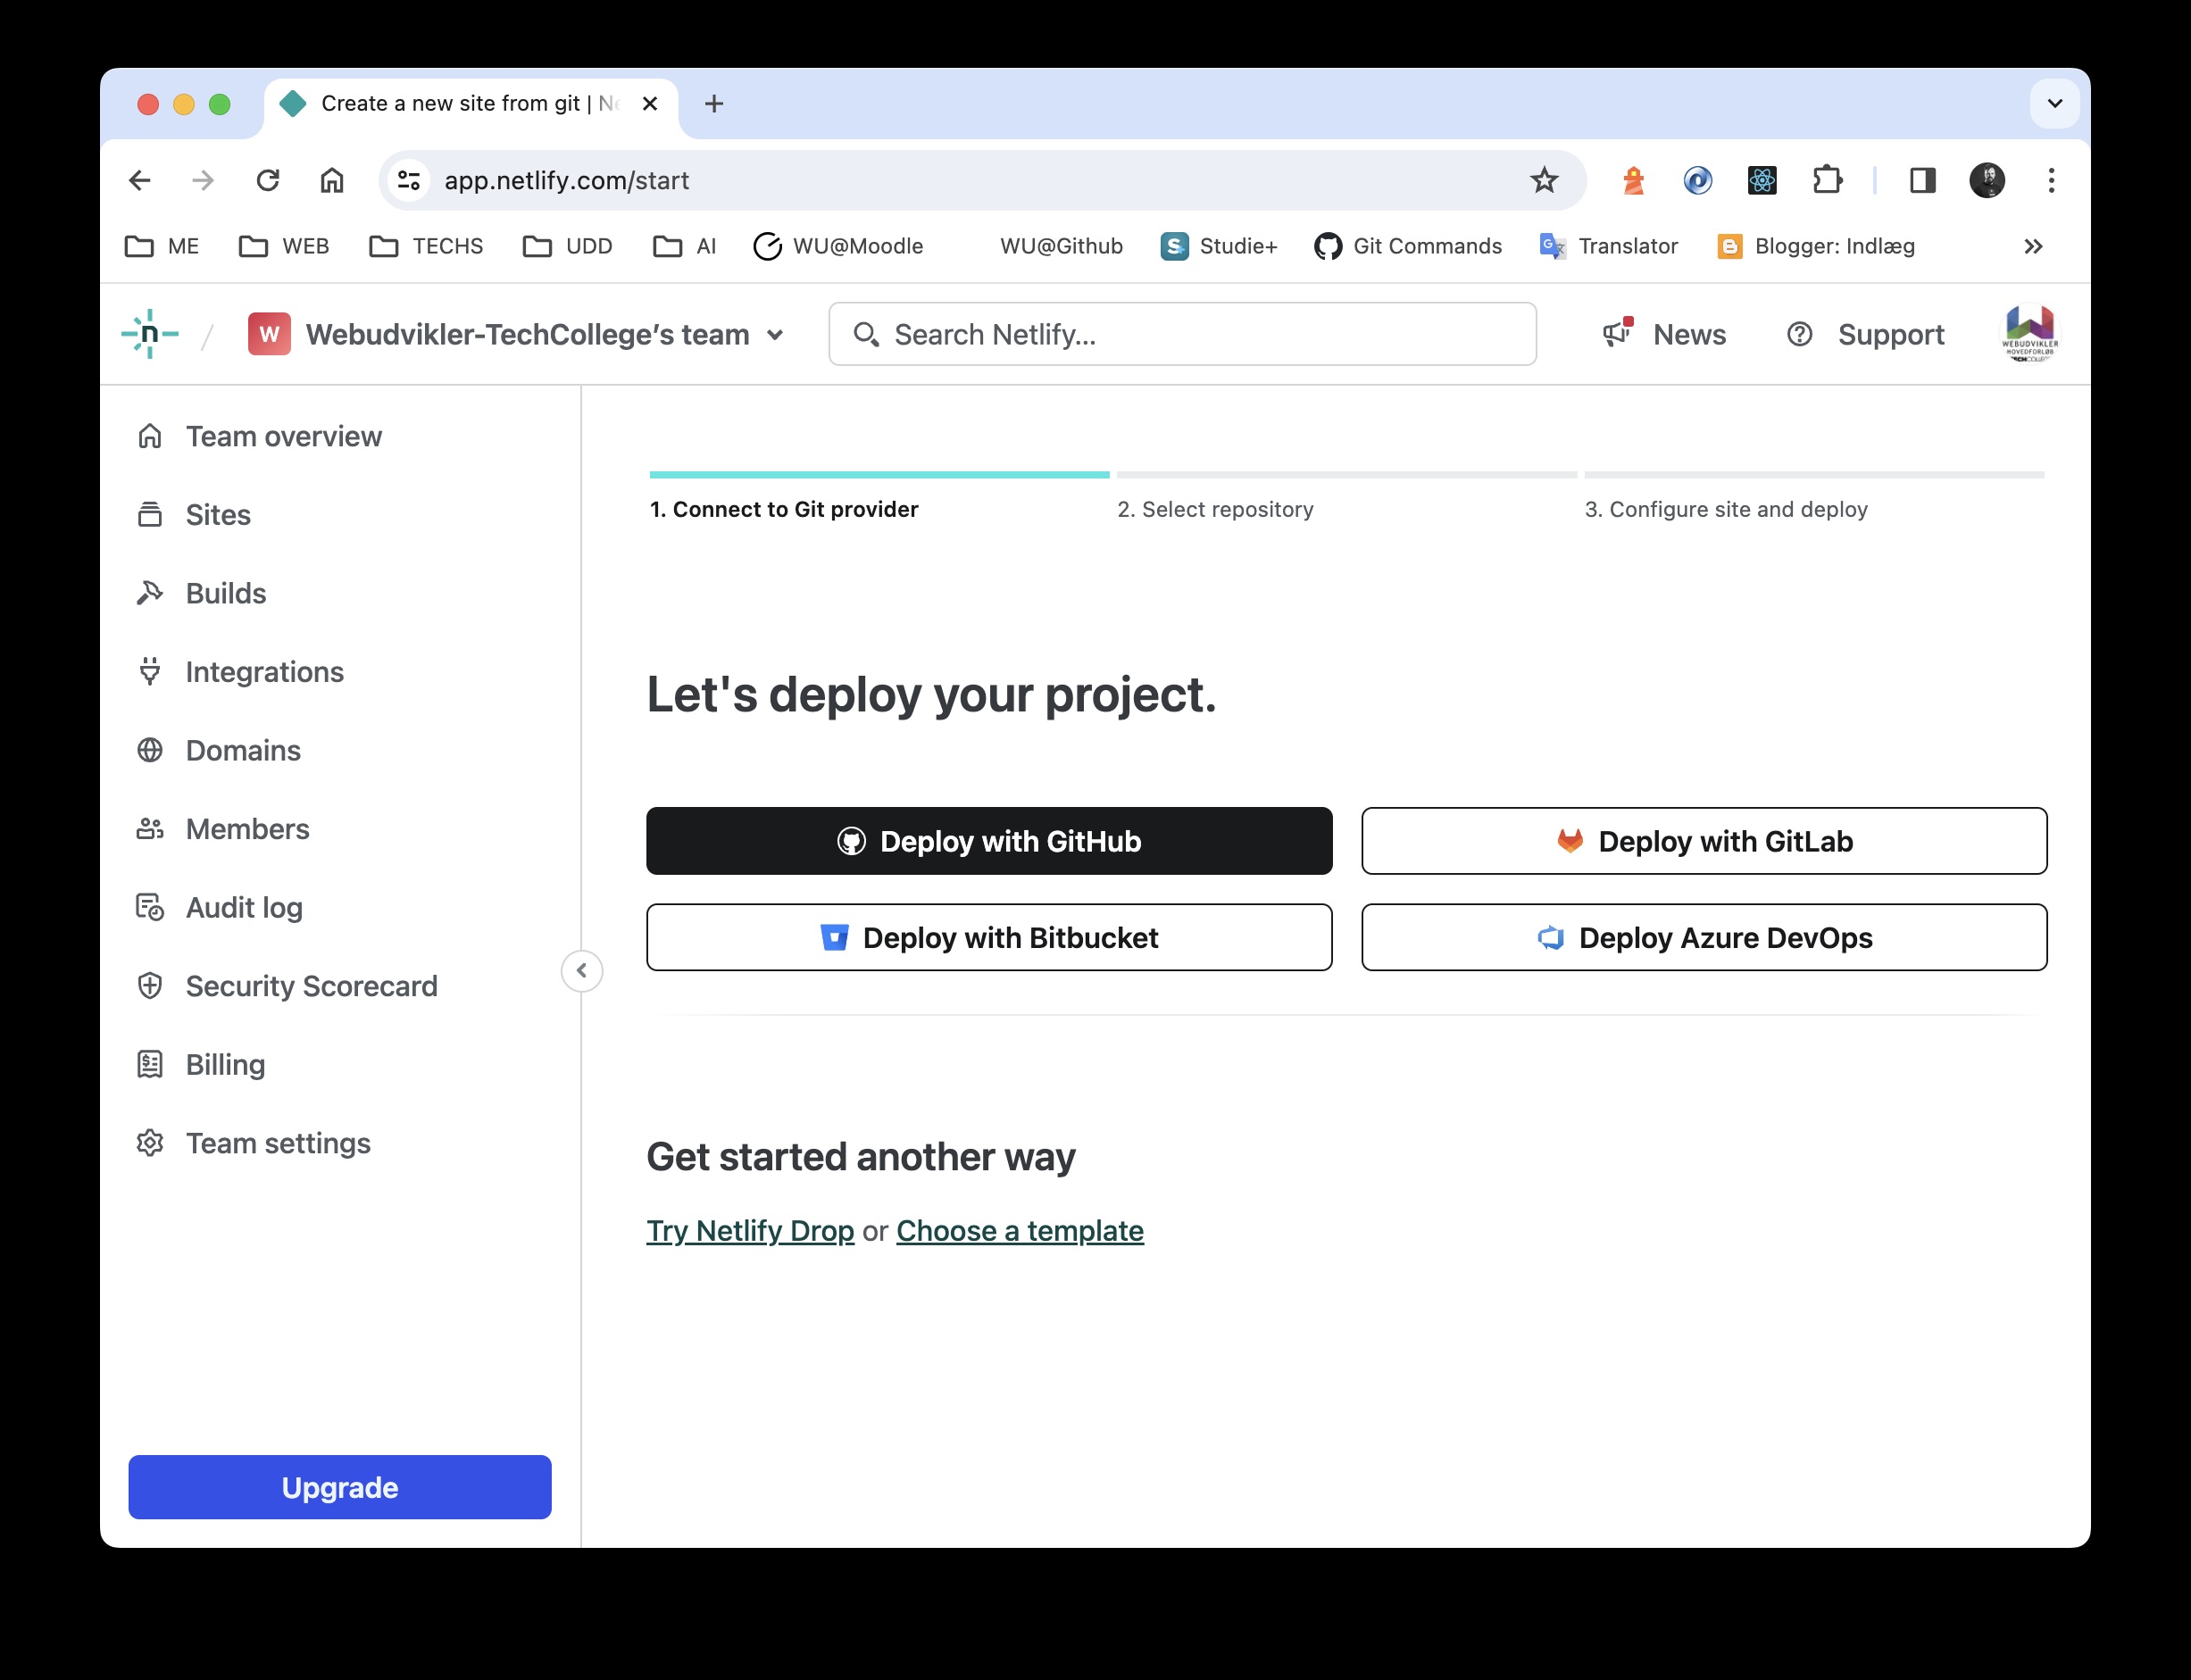 Create a new site from git | Ne
app.netlify.com/start
ME WEB TECHS UDD AI WU@Moodle WU@Github Studie+ Git Commands Translator Blogger: Indlæg
n / W Webudvikler-TechCollege’s team Search Netlify... News Support
WEBUDVIKLER
HOVEDFORLØB
Team overview
Sites
Builds
Integrations
Domains
Members
Audit log
Security Scorecard
Billing
Team settings
Upgrade
1. Connect to Git provider 2. Select repository 3. Configure site and deploy
Let's deploy your project.
Deploy with GitHub Deploy with GitLab
Deploy with Bitbucket Deploy Azure DevOps
Get started another way
Try Netlify Drop or Choose a template